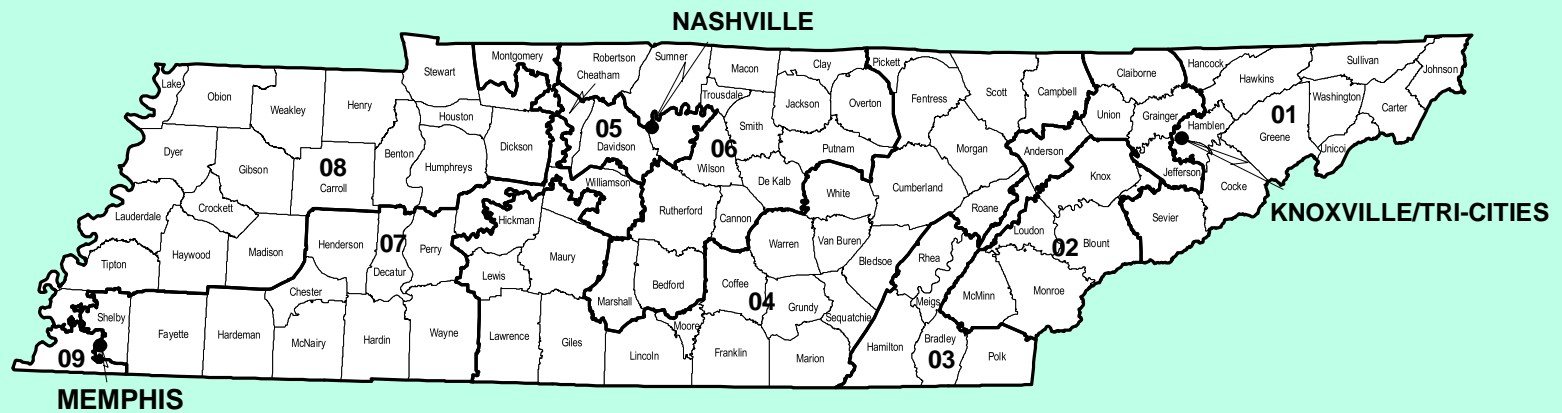 NASHVILLE
Stewart
Montgomery
Robertson
Cheatham
Sumner
Macon
Clay
Pickett
Claiborne
Hancock
Hawkins
Sullivan
Johnson
Lake
Obion
Weakley
Henry
Houston
Trousdale
Jackson
Overton
Fentress
Scott
Campbell
Union
Grainger
Hamblen
Washington
Carter
01
Greene
Unicoi
Dyer
Gibson
08
Carroll
Benton
Humphreys
Dickson
05
Davidson
06
Wilson
Smith
Putnam
De Kalb
White
Morgan
Cumberland
Roane
Anderson
Knox
Jefferson
Cocke
Sevier
KNOXVILLE/TRI-CITIES
Lauderdale
Crockett
Haywood
Madison
Tipton
Henderson
07
Decatur
Perry
Hickman
Williamson
Rutherford
Cannon
Warren
Van Buren
Bledsoe
Rhea
Loudon
02
Blount
Chester
Lewis
Maury
Marshall
Bedford
Coffee
04
Grundy
Sequatchie
Meigs
McMinn
Monroe
Shelby
09
Fayette
Hardeman
McNairy
Hardin
Wayne
Lawrence
Giles
Lincoln
Moore
Franklin
Marion
Hamilton
Bradley
03
Polk
MEMPHIS